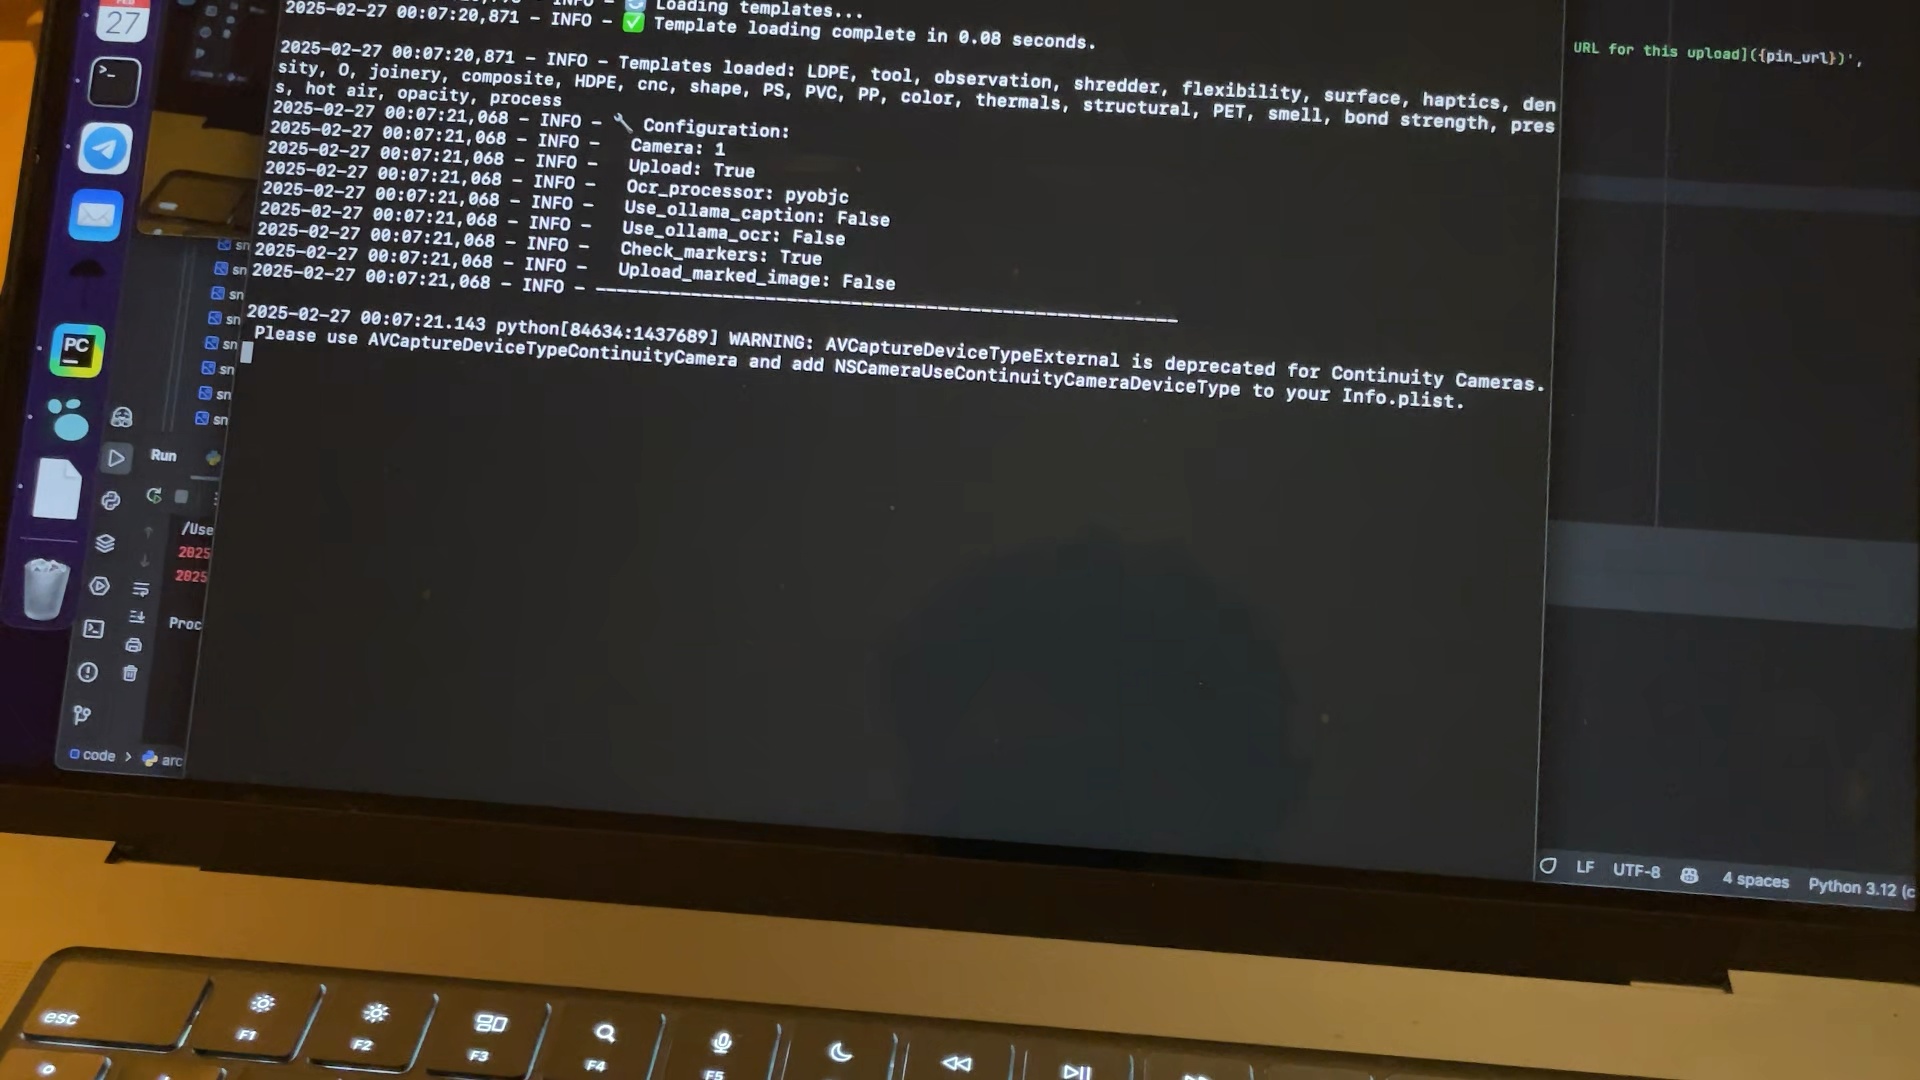 27
Loading templates...
2025-02-27 00:07:20,871 - INFO - ✅ Template loading complete in 0.08 seconds.
URL for this upload]({pin_url})',
2025-02-27 00:07:20,871 - INFO - Templates loaded: LDPE, tool, observation, shredder, flexibility, surface, haptics, den
sity, O, joinery, composite, HDPE, cnc, shape, PS, PVC, PP, color, thermals, structural, PET, smell, bond strength, pres
s, hot air, opacity, process
2025-02-27 00:07:21,068 - INFO - 🔧 Configuration:
2025-02-27 00:07:21,068 - INFO - Camera: 1
2025-02-27 00:07:21,068 - INFO - Upload: True
2025-02-27 00:07:21,068 - INFO - Ocr_processor: pyobjc
2025-02-27 00:07:21,068 - INFO - Use_ollama_caption: False
2025-02-27 00:07:21,068 - INFO - Use_ollama_ocr: False
2025-02-27 00:07:21,068 - INFO - Check_markers: True
2025-02-27 00:07:21,068 - INFO - Upload_marked_image: False
2025-02-27 00:07:21,068 - INFO - ------------------------------------------------------------
2025-02-27 00:07:21.143 python[84634:1437689] WARNING: AVCaptureDeviceTypeExternal is deprecated for Continuity Cameras.
Please use AVCaptureDeviceTypeContinuityCamera and add NSCameraUseContinuityCameraDeviceType to your Info.plist.
PC
sn
sn
sn
sn
sn
sn
sn
sn
Run
/Use
2025
2025
Proc
code > arc
LF UTF-8 4 spaces Python 3.12 (c
esc F1 F2 F3 F4 F5